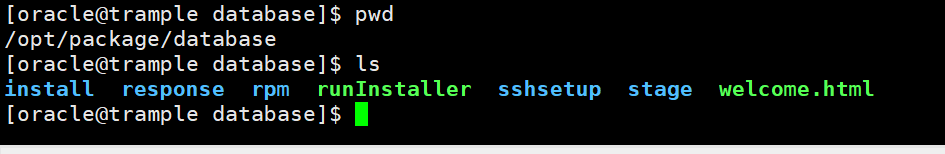 [oracle@trample database]$ pwd
/opt/package/database
[oracle@trample database]$ ls
install  response  rpm  runInstaller  sshsetup  stage  welcome.html
[oracle@trample database]$